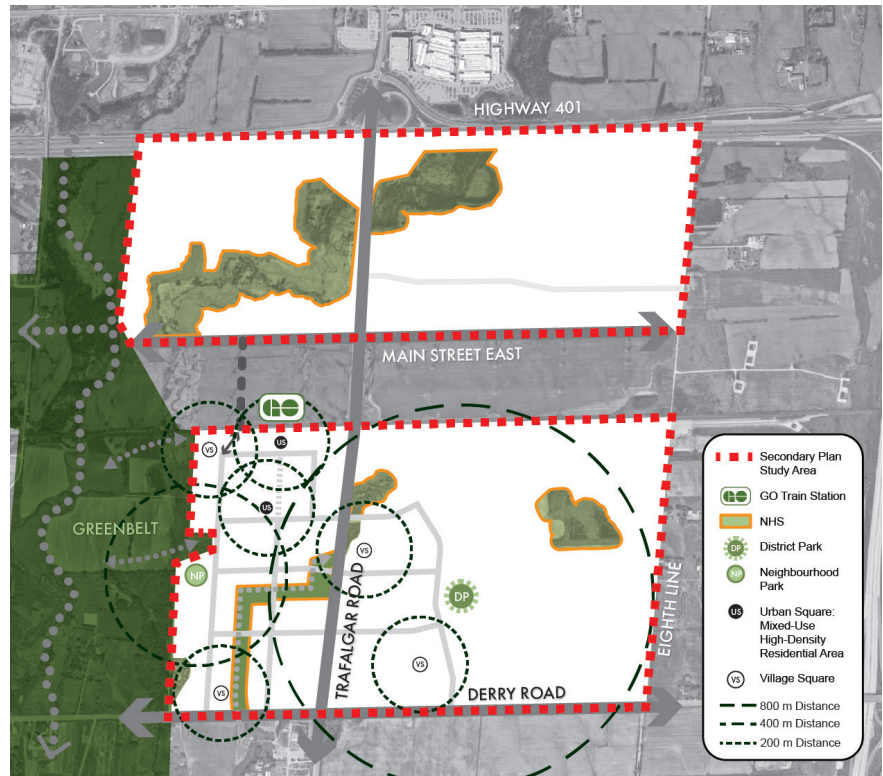 HIGHWAY 401
MAIN STREET EAST
GO
VS
US
US
GREENBELT
VS
NP
DP
TRAFALGAR ROAD
EIGHTH LINE
VS
VS
DERRY ROAD
Secondary Plan
Study Area
GO
GO Train Station
NHS
DP
District Park
NP
Neighbourhood
Park
US
Urban Square:
Mixed-Use
High-Density
Residential Area
VS
Village Square
800 m Distance
400 m Distance
200 m Distance